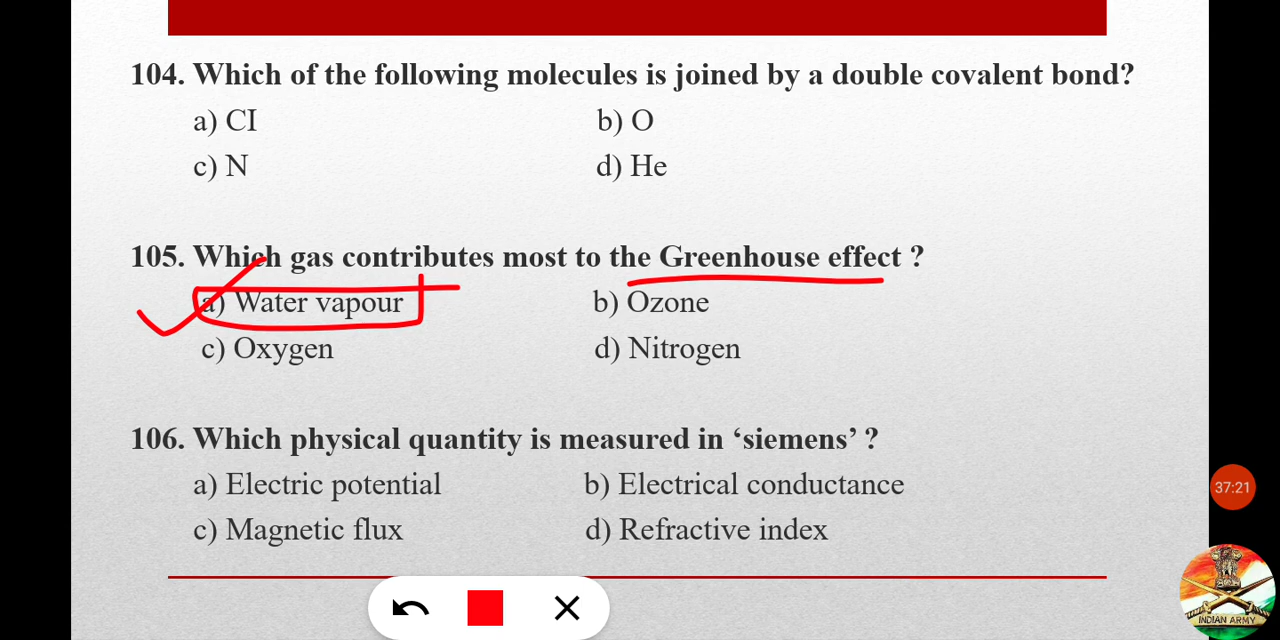 104. Which of the following molecules is joined by a double covalent bond?
a) CI b) O
c) N d) He
105. Which gas contributes most to the Greenhouse effect ?
a) Water vapour b) Ozone
c) Oxygen d) Nitrogen
106. Which physical quantity is measured in ‘siemens’ ?
a) Electric potential b) Electrical conductance
c) Magnetic flux d) Refractive index
37:21
INDIAN ARMY